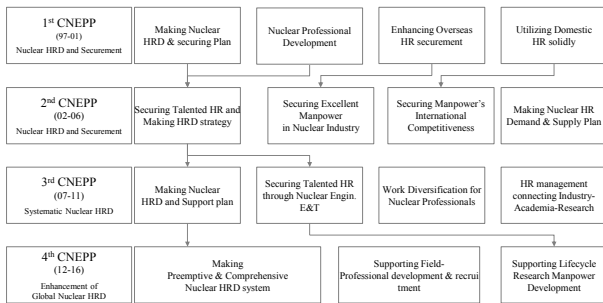 1st CNEPP
(97-01)
Nuclear HRD and Securement
Making Nuclear
HRD & securing Plan
Nuclear Professional
Development
Enhancing Overseas
HR securement
Utilizing Domestic
HR solidly
2nd CNEPP
(02-06)
Nuclear HRD and Securement
Securing Talented HR and
Making HRD strategy
Securing Excellent
Manpower
in Nuclear Industry
Securing Manpower's
International
Competitiveness
Making Nuclear HR
Demand & Supply Plan
3rd CNEPP
(07-11)
Systematic Nuclear HRD
Making Nuclear
HRD and Support plan
Securing Talented HR
through Nuclear Engin.
E&T
Work Diversification for
Nuclear Professionals
HR management
connecting Industry-
Academia-Research
4th CNEPP
(12-16)
Enhancement of
Global Nuclear HRD
Making
Preemptive & Comprehensive
Nuclear HRD system
Supporting Field-
Professional development & recrui
tment
Supporting Lifecycle
Research Manpower
Development